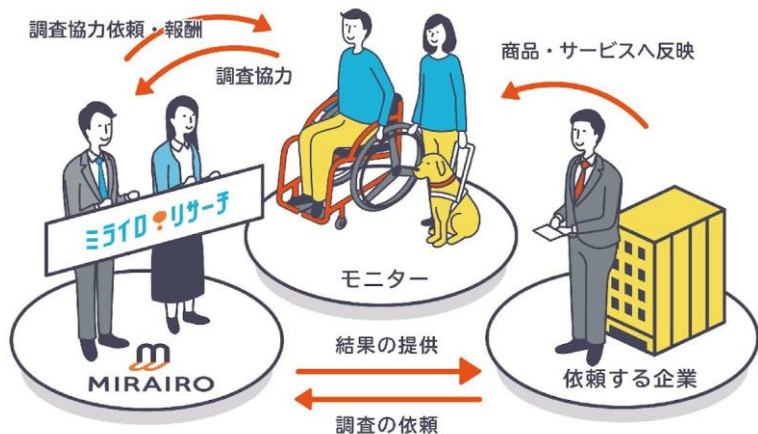 調査協力依頼・報酬
調査協力
商品・サービスへ反映
ミライロ リサーチ
モニター
MIRAIRO
結果の提供
調査の依頼
依頼する企業